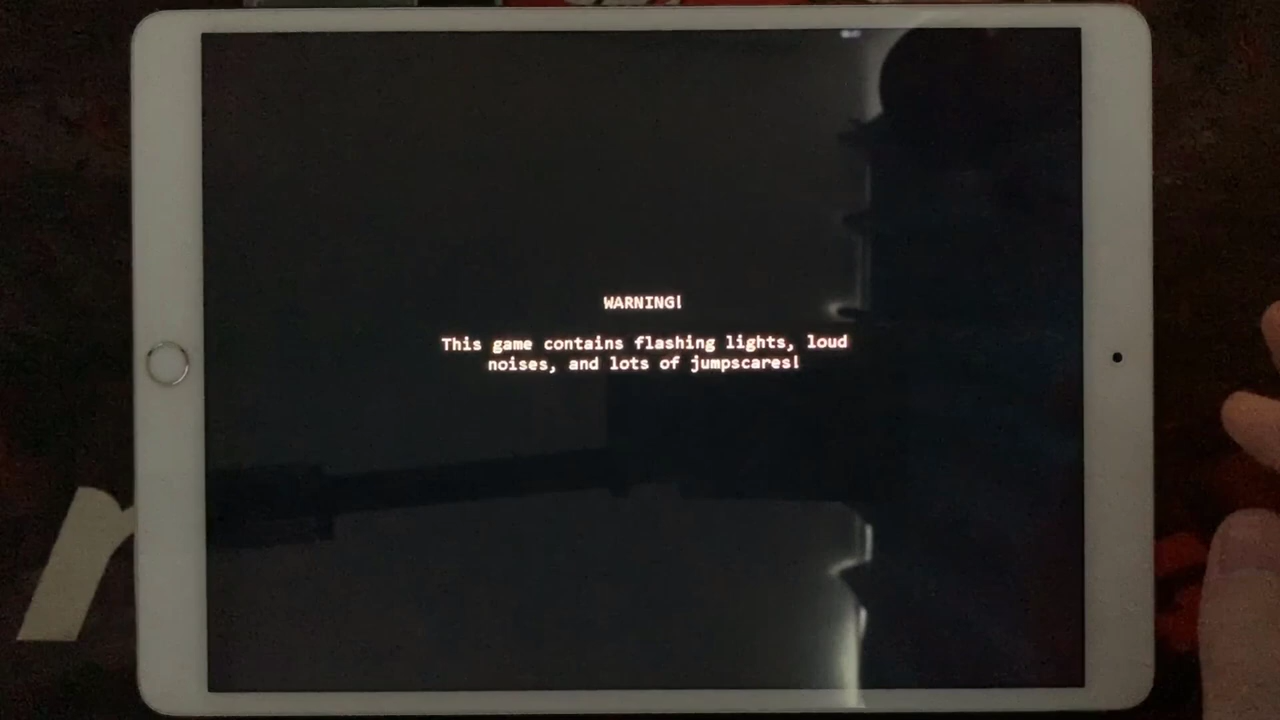 WARNING!
This game contains flashing lights, loud
noises, and lots of jumpscares!